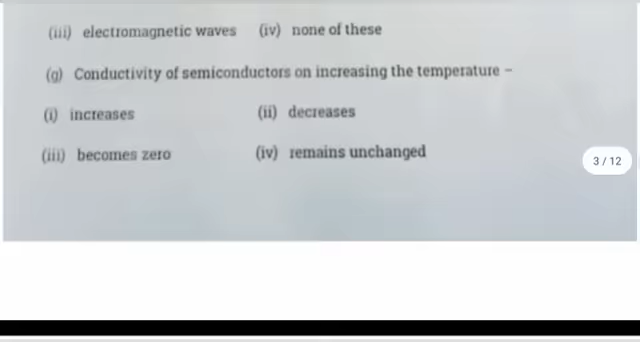 (iii) electromagnetic waves (iv) none of these
(g) Conductivity of semiconductors on increasing the temperature –
(i) increases (ii) decreases
(iii) becomes zero (iv) remains unchanged
3 / 12